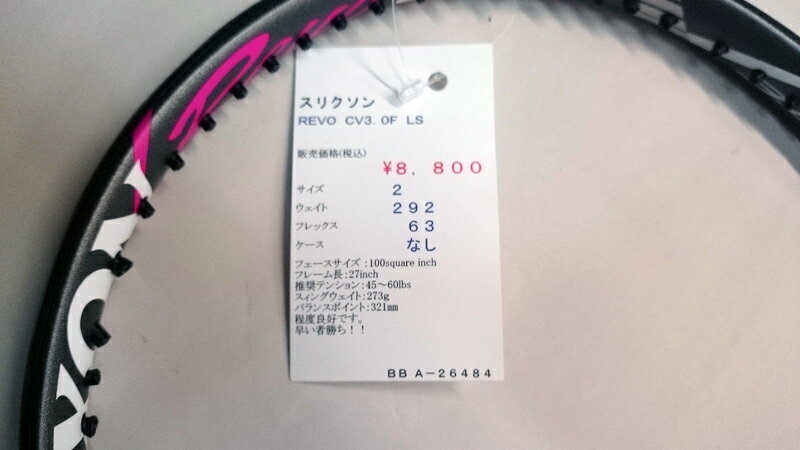 スリクソン
REVO CV3.0F LS
販売価格(税込)
¥8,800
サイズ 2
ウェイト 292
フレックス 63
ケース なし
フェースサイズ:100square inch
フレーム長:27inch
推奨テンション:45～60lbs
スィングウェイト:273g
バランスポイント:321mm
程度良好です。
早い者勝ち！！
BB A-26484